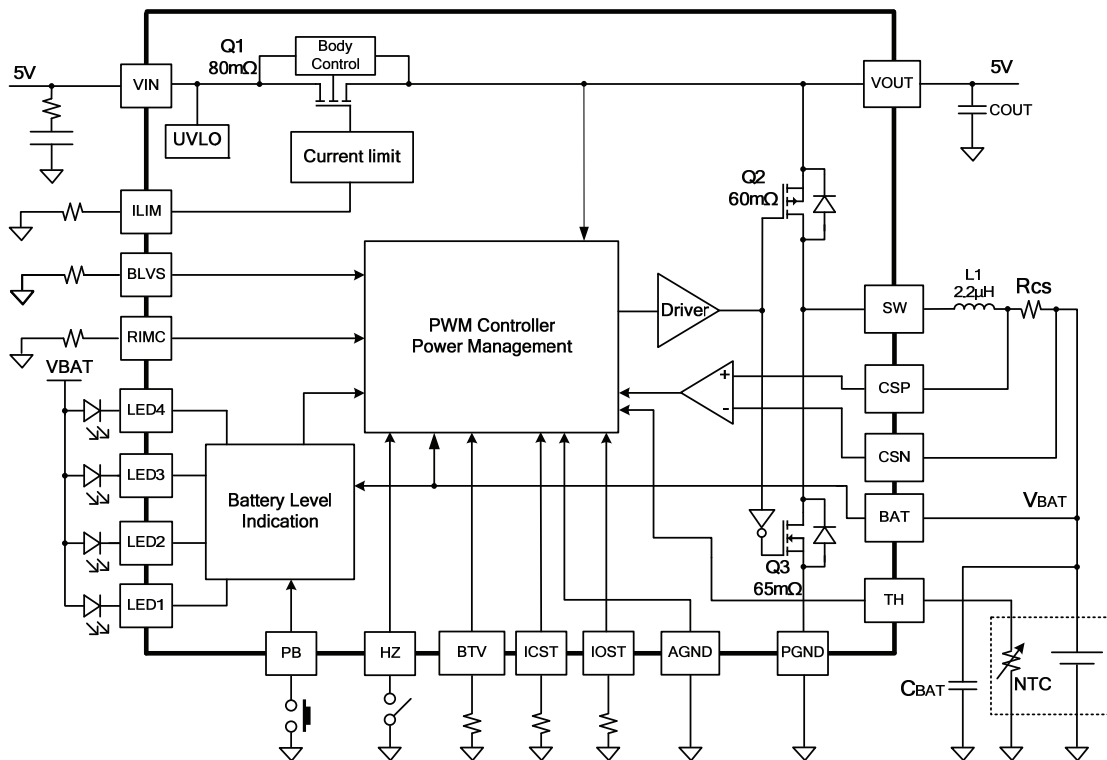 Q1
80mΩ
Body
Control
5V
VIN
VOUT
5V
COUT
UVLO
Current limit
Q2
60mΩ
ILIM
BLVS
RIMC
PWM Controller
Power Management
Driver
SW
L1
2.2µH
Rcs
VBAT
+
-
CSP
CSN
LED4
LED3
LED2
LED1
Battery Level
Indication
BAT
VBAT
Q3
65mΩ
TH
PB
HZ
BTV
ICST
IOST
AGND
PGND
CBAT
NTC